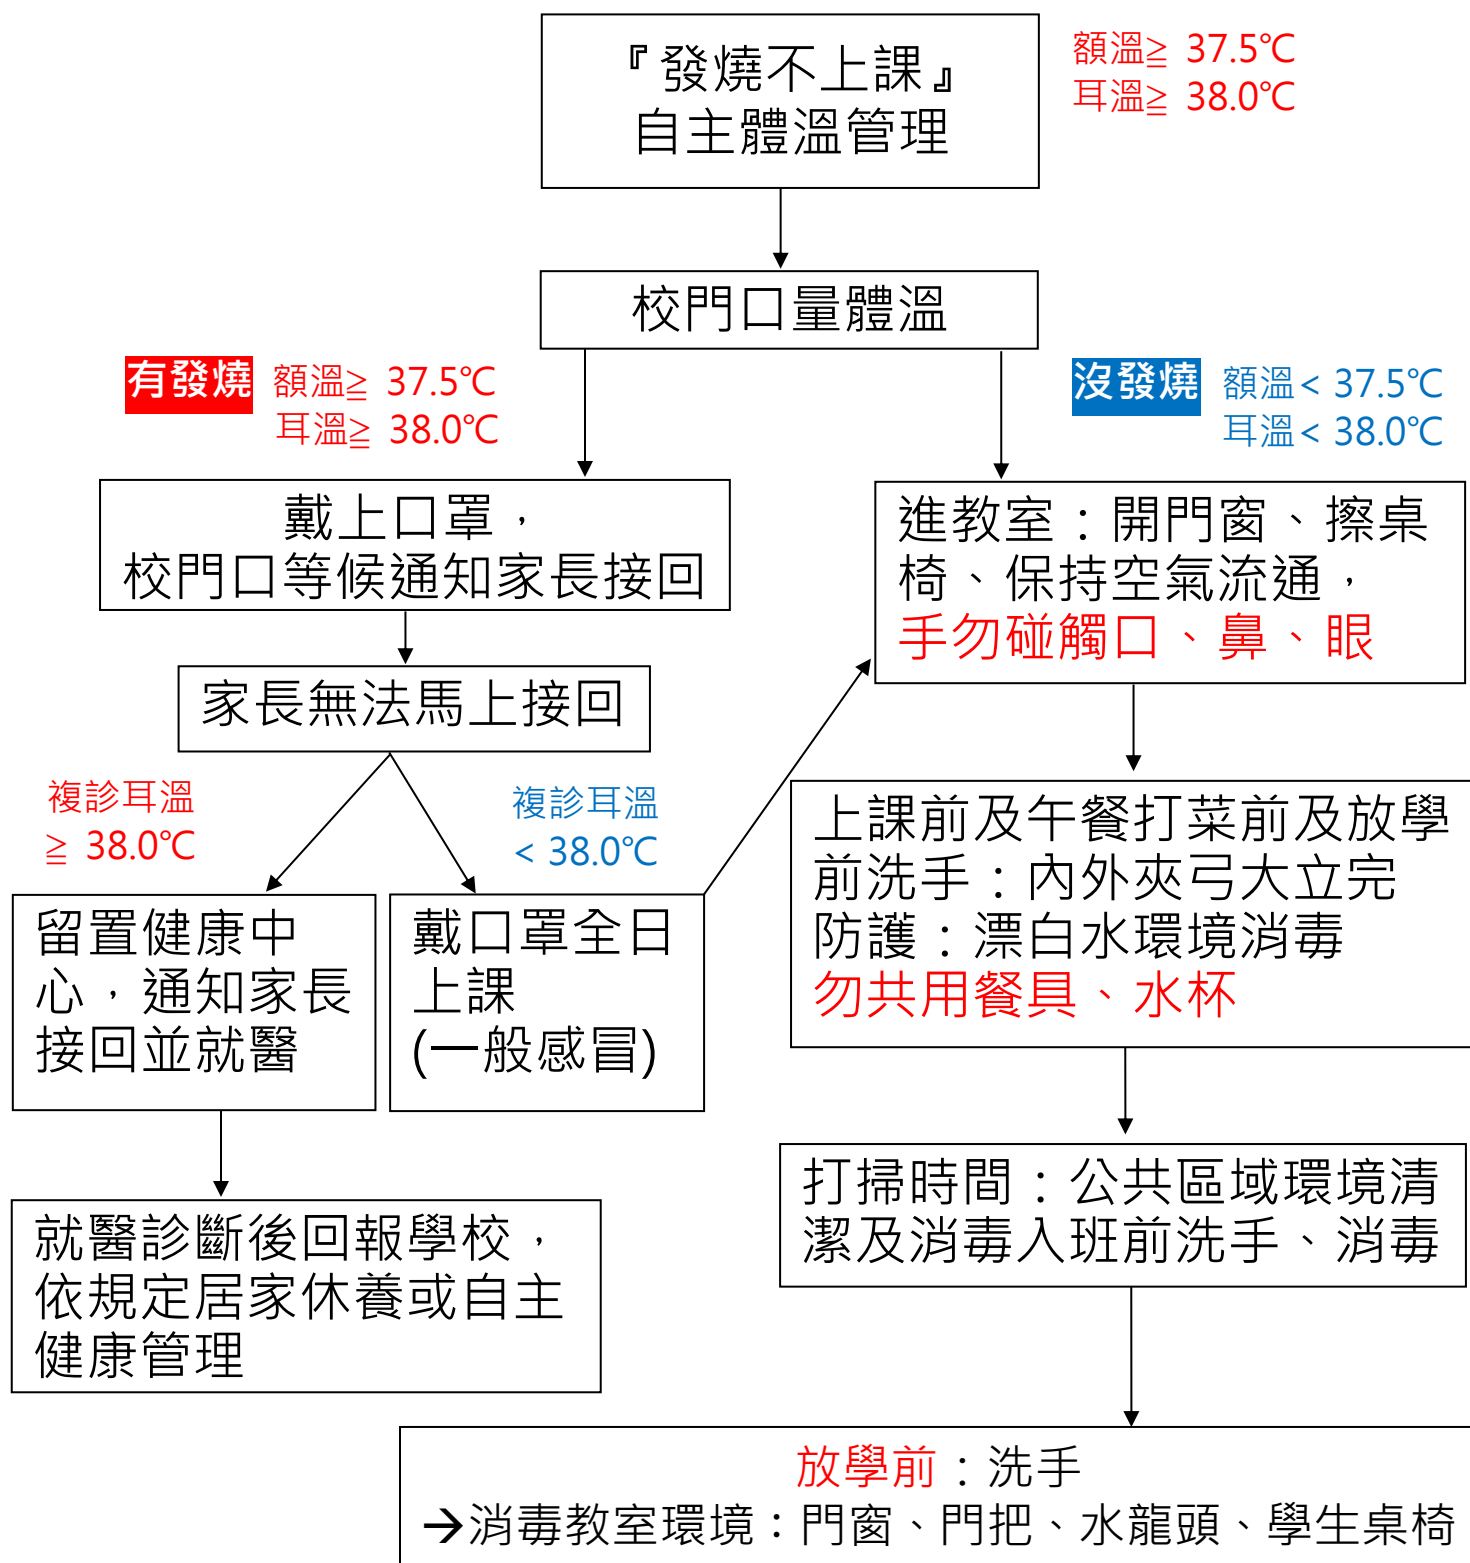 『發燒不上課』
自主體溫管理
額溫≧ 37.5℃
耳溫≧ 38.0℃
校門口量體溫
有發燒
額溫≧ 37.5℃
耳溫≧ 38.0℃
沒發燒
額溫< 37.5℃
耳溫< 38.0℃
戴上口罩，
校門口等候通知家長接回
進教室：開門窗、擦桌
椅、保持空氣流通，
手勿碰觸口、鼻、眼
家長無法馬上接回
複診耳溫
≧ 38.0℃
複診耳溫
< 38.0℃
上課前及午餐打菜前及放學
前洗手：內外夾弓大立完
防護：漂白水環境消毒
勿共用餐具、水杯
留置健康中
心，通知家長
接回並就醫
戴口罩全日
上課
(一般感冒)
打掃時間：公共區域環境清
潔及消毒入班前洗手、消毒
就醫診斷後回報學校，
依規定居家休養或自主
健康管理
放學前：洗手
→消毒教室環境：門窗、門把、水龍頭、學生桌椅